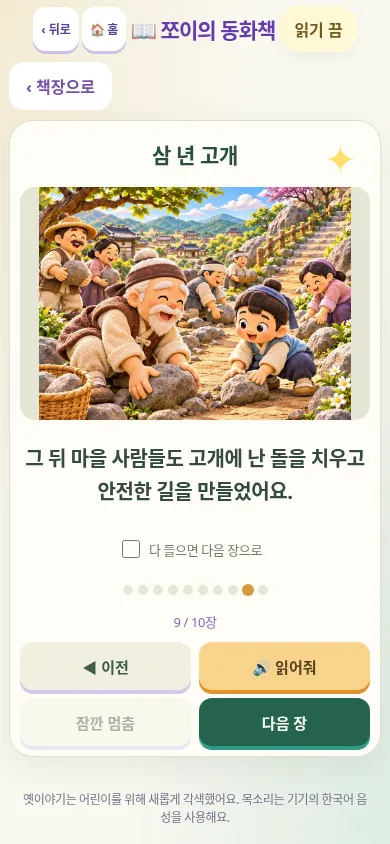 ‹ 뒤로
🏠 홈
📖 쪼이의 동화책
읽기 끔
‹ 책장으로
삼 년 고개
그 뒤 마을 사람들도 고개에 난 돌을 치우고
안전한 길을 만들었어요.
다 들으면 다음 장으로
9 / 10장
◀ 이전
🔊 읽어줘
잠깐 멈춤
다음 장
옛이야기는 어린이를 위해 새롭게 각색했어요. 목소리는 기기의 한국어 음
성을 사용해요.